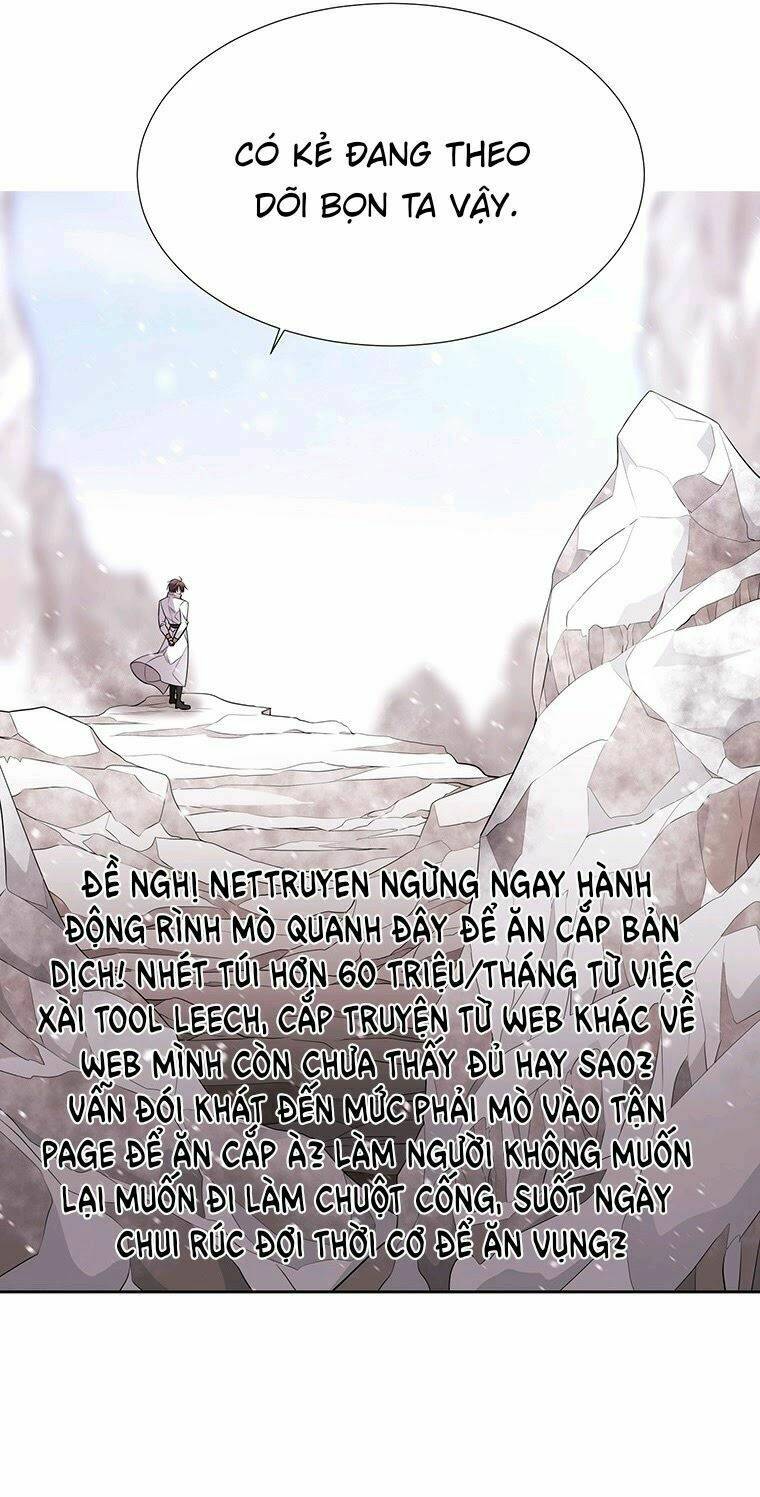 CÓ KẺ ĐANG THEO
DÕI BỌN TA VẬY.
ĐỀ NGHỊ NETTRUYEN NGỪNG NGAY HÀNH
ĐỘNG RÌNH MÒ QUANH ĐÂY ĐỂ ĂN CẮP BẢN
DỊCH! NHÉT TÚI HƠN 60 TRIỆU/THÁNG TỪ VIỆC
XÀI TOOL LEECH, CẮP TRUYỆN TỪ WEB KHÁC VỀ
WEB MÌNH CÒN CHƯA THẤY ĐỦ HAY SAO?
VẪN ĐÓI KHÁT ĐẾN MỨC PHẢI MÒ VÀO TẬN
PAGE ĐỂ ĂN CẮP À? LÀM NGƯỜI KHÔNG MUỐN
LẠI MUỐN ĐI LÀM CHUỘT CỐNG, SUỐT NGÀY
CHUI RÚC ĐỢI THỜI CƠ ĐỂ ĂN VỤNG?